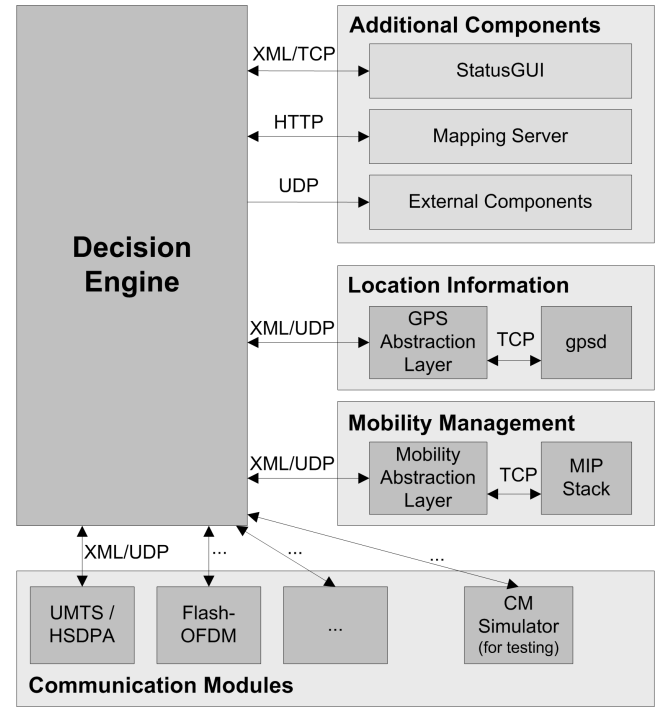 Decision
Engine
Additional Components
XML/TCP
StatusGUI
HTTP
Mapping Server
UDP
External Components
Location Information
XML/UDP
GPS
Abstraction
Layer
TCP
gpsd
Mobility Management
XML/UDP
Mobility
Abstraction
Layer
TCP
MIP
Stack
XML/UDP
...
...
...
UMTS /
HSDPA
Flash-
OFDM
...
CM
Simulator
(for testing)
Communication Modules